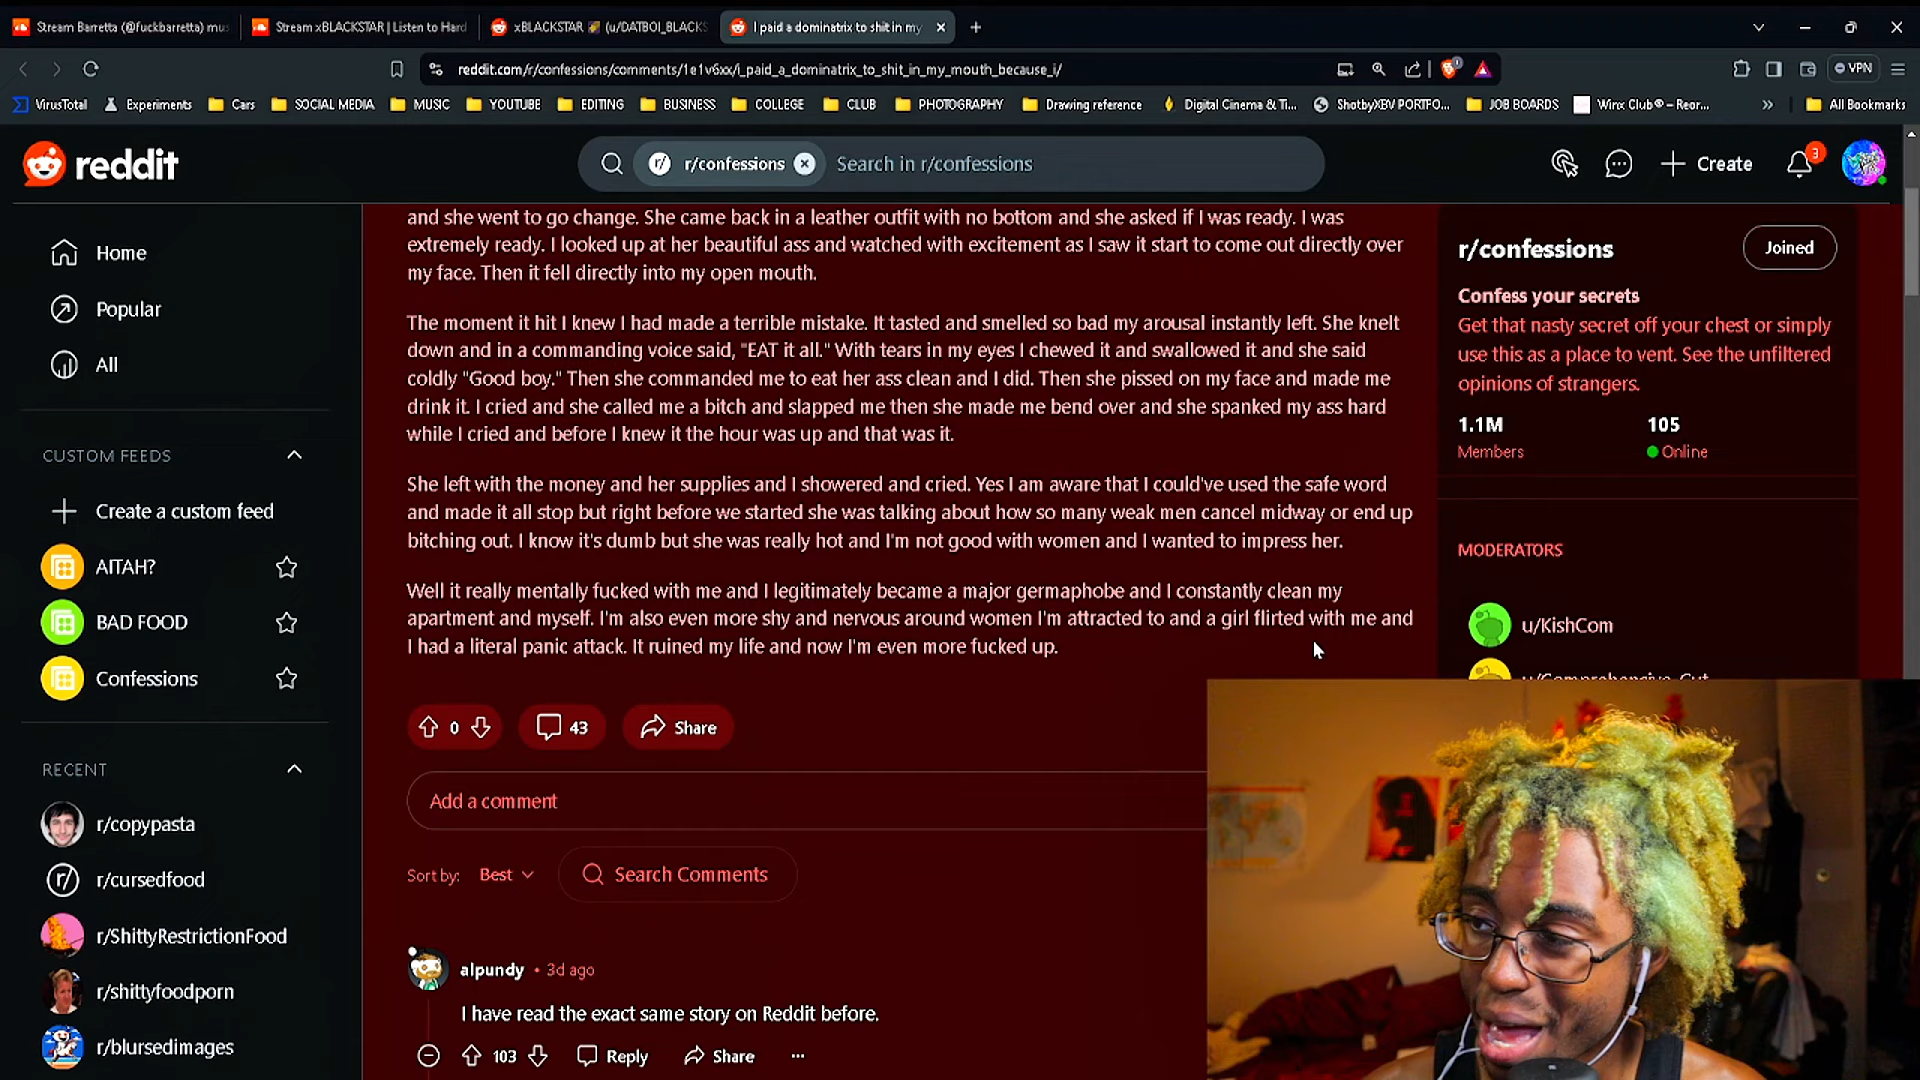 Stream Barretta (@fuckbarretta) mus
Stream xBLACKSTAR | Listen to Hard
xBLACKSTAR (u/DATBOI_BLACKS
I paid a dominatrix to shit in my
reddit.com/r/confessions/comments/1e1v6xx/i_paid_a_dominatrix_to_shit_in_my_mouth_because_i/
VPN
VirusTotal
Experiments
Cars
SOCIAL MEDIA
MUSIC
YOUTUBE
EDITING
BUSINESS
COLLEGE
CLUB
PHOTOGRAPHY
Drawing reference
Digital Cinema & Ti...
ShotbyXBV PORTFO...
JOB BOARDS
Winx Club® – Reor...
All Bookmarks
reddit
r/confessions
Search in r/confessions
Create
3
Home
Popular
All
CUSTOM FEEDS
Create a custom feed
AITAH?
BAD FOOD
Confessions
RECENT
r/copypasta
r/cursedfood
r/ShittyRestrictionFood
r/shittyfoodporn
r/blursedimages
and she went to go change. She came back in a leather outfit with no bottom and she asked if I was ready. I was
extremely ready. I looked up at her beautiful ass and watched with excitement as I saw it start to come out directly over
my face. Then it fell directly into my open mouth.
The moment it hit I knew I had made a terrible mistake. It tasted and smelled so bad my arousal instantly left. She knelt
down and in a commanding voice said, "EAT it all." With tears in my eyes I chewed it and swallowed it and she said
coldly "Good boy." Then she commanded me to eat her ass clean and I did. Then she pissed on my face and made me
drink it. I cried and she called me a bitch and slapped me then she made me bend over and she spanked my ass hard
while I cried and before I knew it the hour was up and that was it.
She left with the money and her supplies and I showered and cried. Yes I am aware that I could've used the safe word
and made it all stop but right before we started she was talking about how so many weak men cancel midway or end up
bitching out. I know it's dumb but she was really hot and I'm not good with women and I wanted to impress her.
Well it really mentally fucked with me and I legitimately became a major germaphobe and I constantly clean my
apartment and myself. I'm also even more shy and nervous around women I'm attracted to and a girl flirted with me and
I had a literal panic attack. It ruined my life and now I'm even more fucked up.
0
43
Share
Add a comment
Sort by:
Best
Search Comments
alpundy • 3d ago
I have read the exact same story on Reddit before.
103
Reply
Share
r/confessions
Joined
Confess your secrets
Get that nasty secret off your chest or simply
use this as a place to vent. See the unfiltered
opinions of strangers.
1.1M
105
Members
Online
MODERATORS
u/KishCom